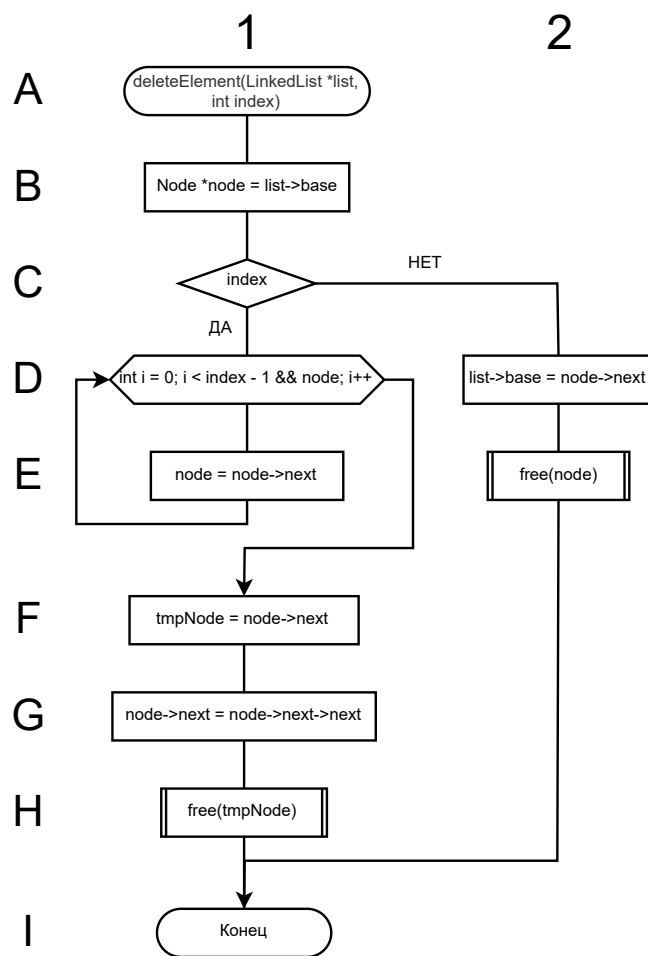 1
2
A
deleteElement(LinkedList *list,
int index)
B
Node *node = list->base
C
index
НЕТ
ДА
D
int i = 0; i < index - 1 && node; i++
list->base = node->next
E
node = node->next
free(node)
F
tmpNode = node->next
G
node->next = node->next->next
H
free(tmpNode)
I
Конец